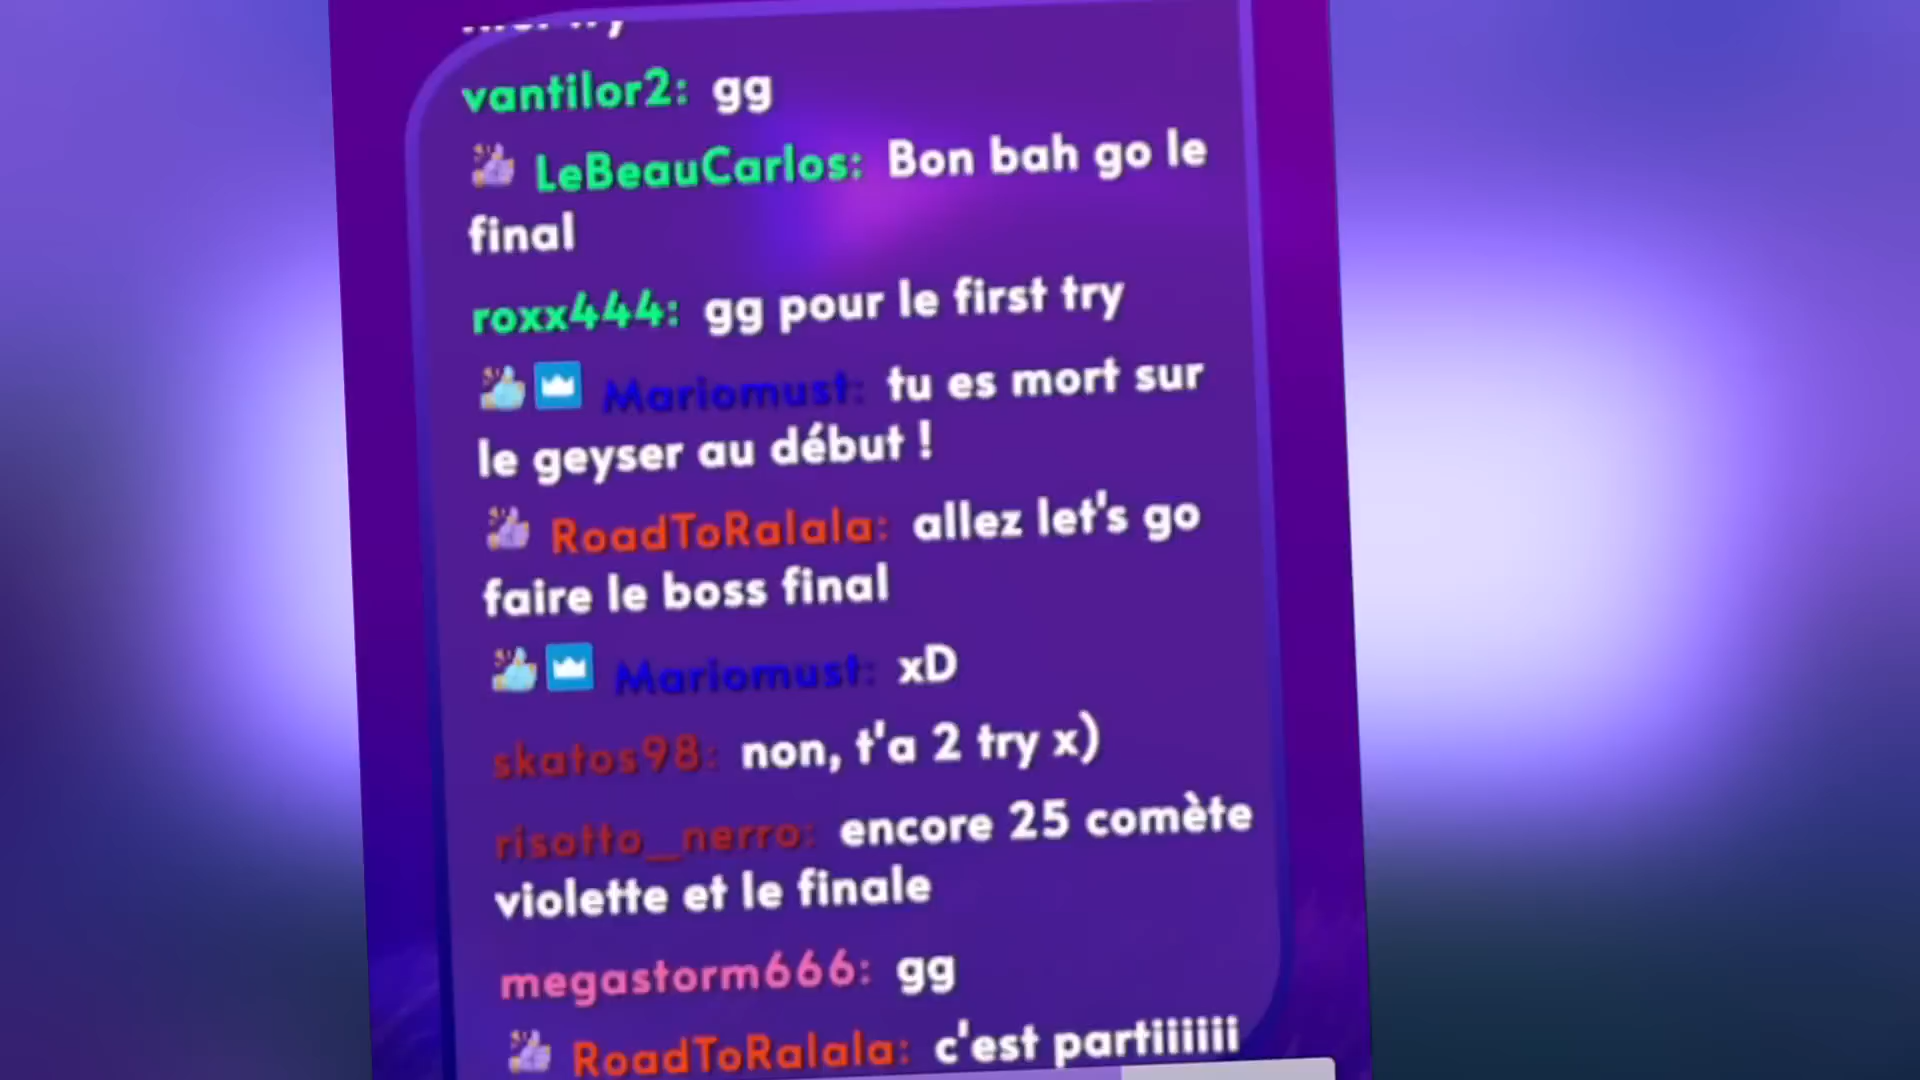 vantilor2: gg
LeBeauCarlos: Bon bah go le
final
roxx444: gg pour le first try
Mariomust: tu es mort sur
le geyser au début !
RoadToRalala: allez let's go
faire le boss final
Mariomust: xD
skatos98: non, t'a 2 try x)
risotto_nerro: encore 25 comète
violette et le finale
megastorm666: gg
RoadToRalala: c'est partiiiiiii